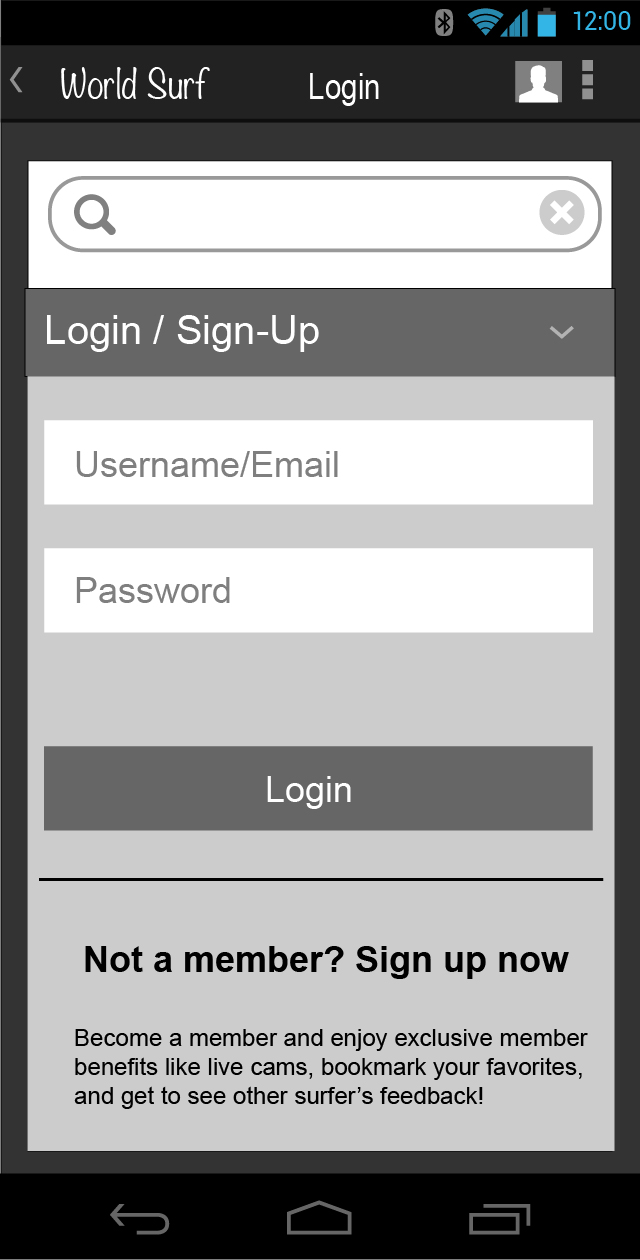 12:00
World Surf
Login
Login / Sign-Up
Username/Email
Password
Login
Not a member? Sign up now
Become a member and enjoy exclusive member
benefits like live cams, bookmark your favorites,
and get to see other surfer’s feedback!